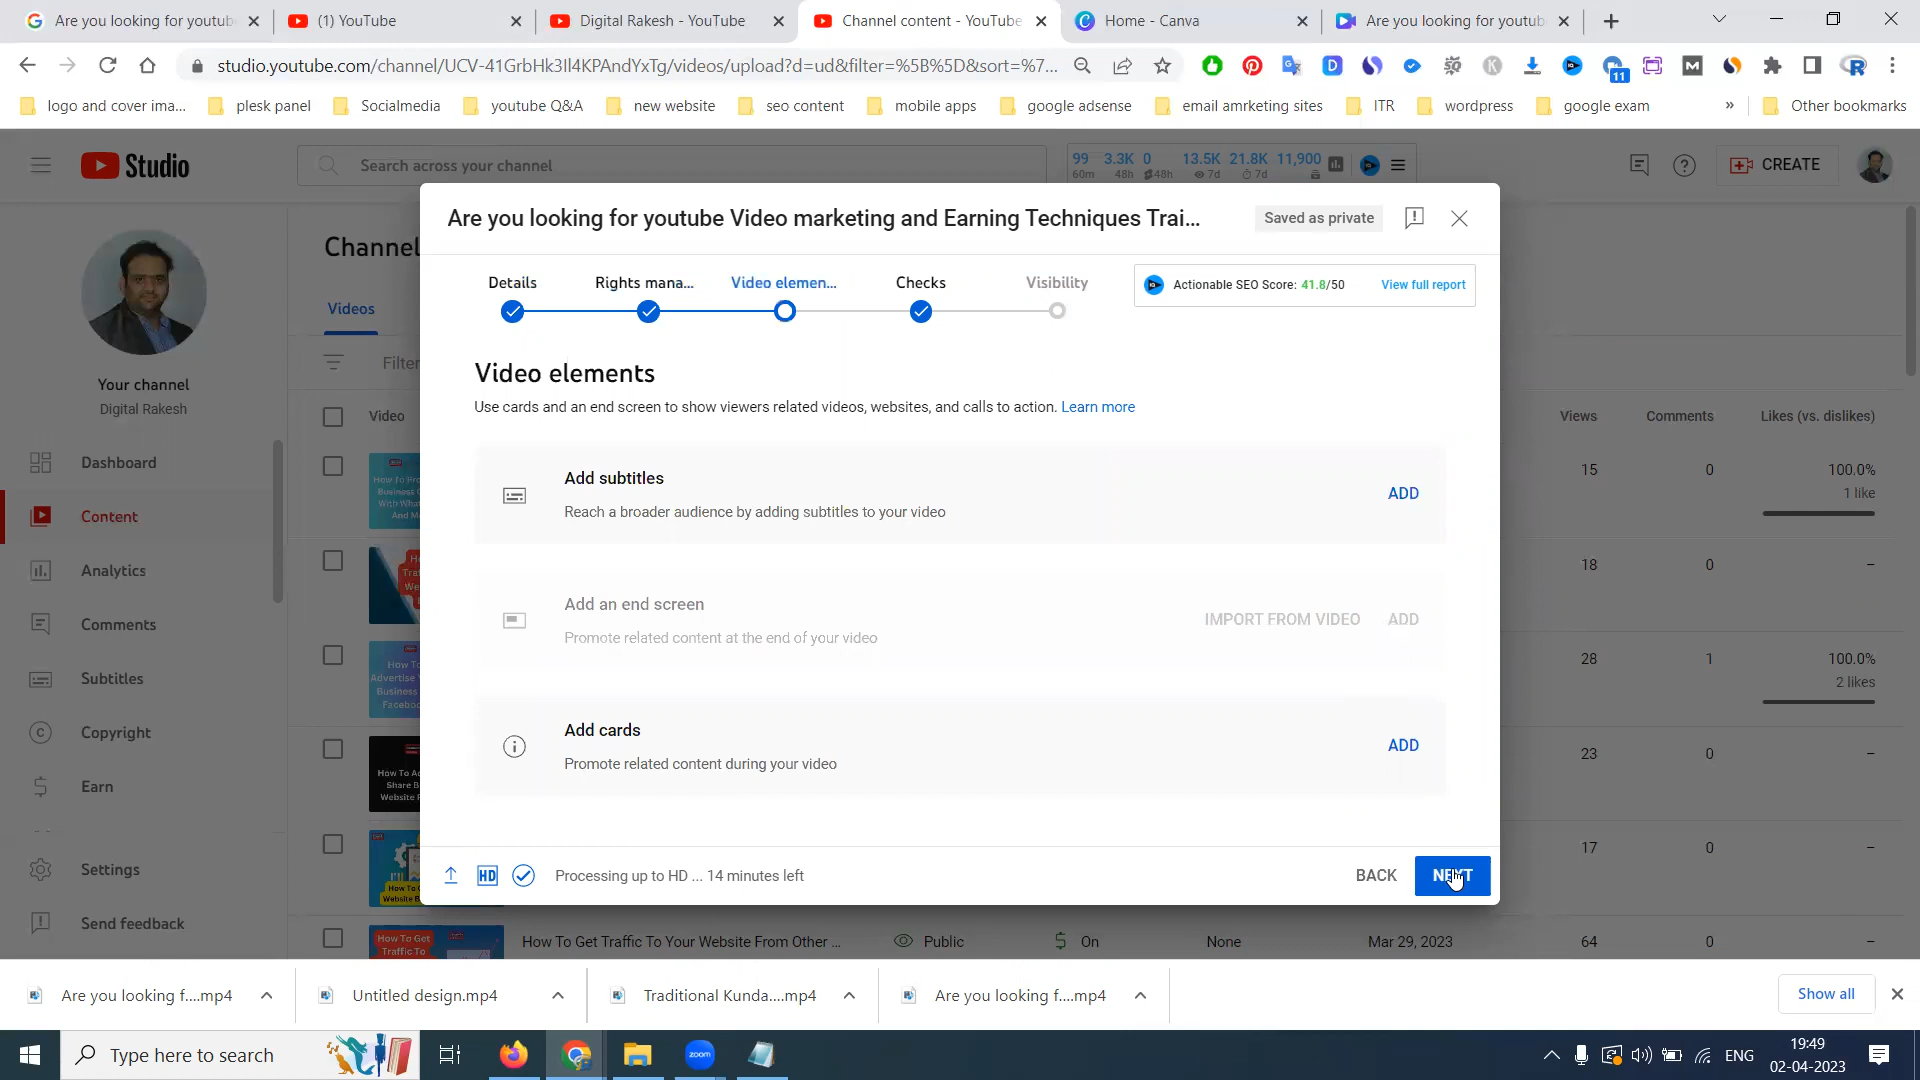 Are you looking for youtub
(1) YouTube
Digital Rakesh - YouTube
Channel content - YouTube
Home - Canva
Are you looking for youtub
studio.youtube.com/channel/UCV-41GrbHk3Il4KPAndYxTg/videos/upload?d=ud&filter=%5B%5D&sort=%7...
11
logo and cover ima...
plesk panel
Socialmedia
youtube Q&A
new website
seo content
mobile apps
google adsense
email amrketing sites
ITR
wordpress
google exam
»
Other bookmarks
Studio
Search across your channel
99 3.3K 0 13.5K 21.8K 11,900
60m 48h 48h 7d 7d
CREATE
Are you looking for youtube Video marketing and Earning Techniques Trai...
Saved as private
Details
Rights mana...
Video elemen...
Checks
Visibility
Actionable SEO Score: 41.8/50
View full report
Video elements
Use cards and an end screen to show viewers related videos, websites, and calls to action. Learn more
Add subtitles
Reach a broader audience by adding subtitles to your video
ADD
Add an end screen
Promote related content at the end of your video
IMPORT FROM VIDEO
ADD
Add cards
Promote related content during your video
ADD
HD
Processing up to HD ... 14 minutes left
BACK
NEXT
Your channel
Digital Rakesh
Dashboard
Content
Analytics
Comments
Subtitles
Copyright
Earn
Settings
Send feedback
Channel
Videos
Filter
Video
Views
Comments
Likes (vs. dislikes)
15
0
100.0%
1 like
18
0
–
28
1
100.0%
2 likes
23
0
–
17
0
–
How To Get
Traffic To
How To Get Traffic To Your Website From Other ...
Public
On
None
Mar 29, 2023
64
0
–
Are you looking f....mp4
Untitled design.mp4
Traditional Kunda....mp4
Are you looking f....mp4
Show all
Type here to search
zoom
ENG
19:49
02-04-2023